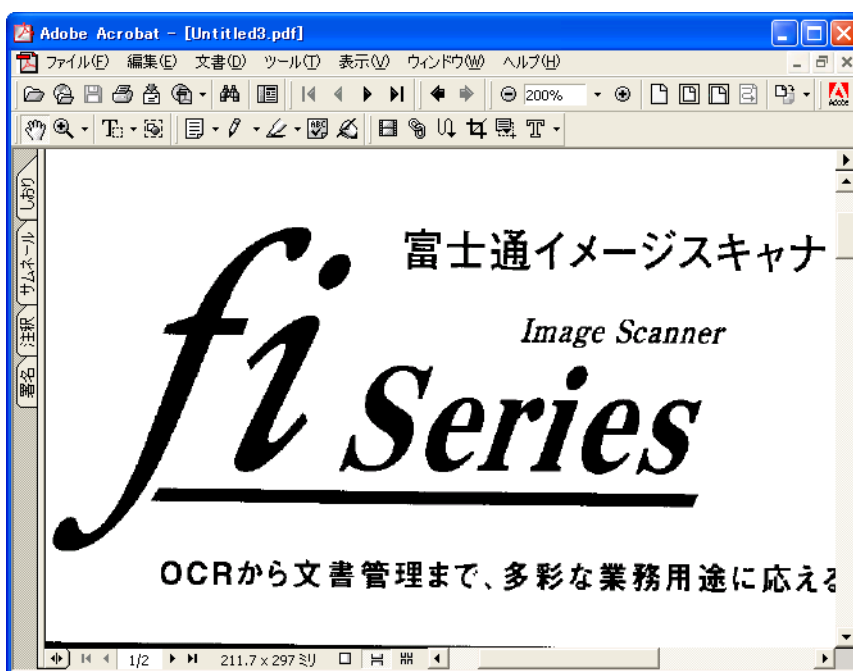 Adobe Acrobat - [Untitled3.pdf]
ファイル(F) 編集(E) 文書(D) ツール(T) 表示(V) ウィンドウ(W) ヘルプ(H)
200%
Adobe
T T
ABC
しおり
サムネール
注釈
署名
富士通イメージスキャナ
Image Scanner
fi Series
OCRから文書管理まで、多彩な業務用途に応える
1/2 211.7 x 297 ミリ